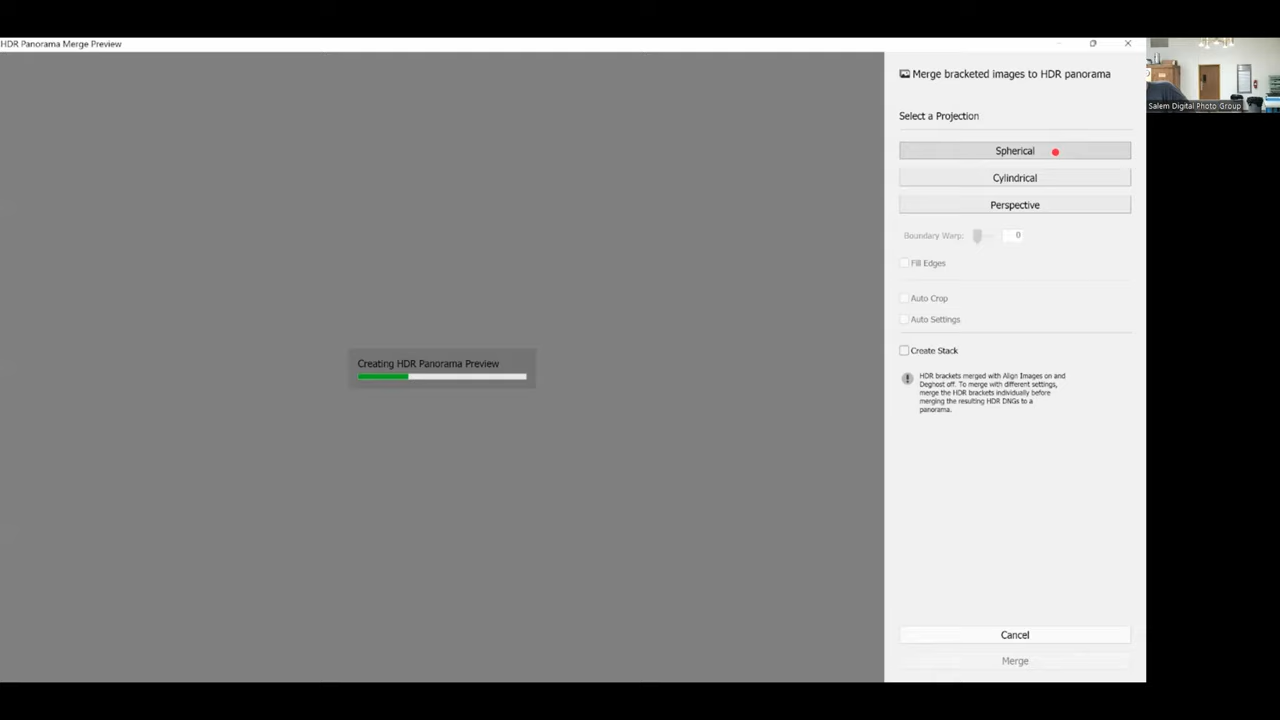 HDR Panorama Merge Preview
Merge bracketed images to HDR panorama
Salem Digital Photo Group
Select a Projection
Spherical
Cylindrical
Perspective
Boundary Warp:
0
Fill Edges
Auto Crop
Auto Settings
Create Stack
Creating HDR Panorama Preview
HDR brackets merged with Align Images on and
Deghost off. To merge with different settings,
merge the HDR brackets individually before
merging the resulting HDR DNGs to a
panorama.
Cancel
Merge